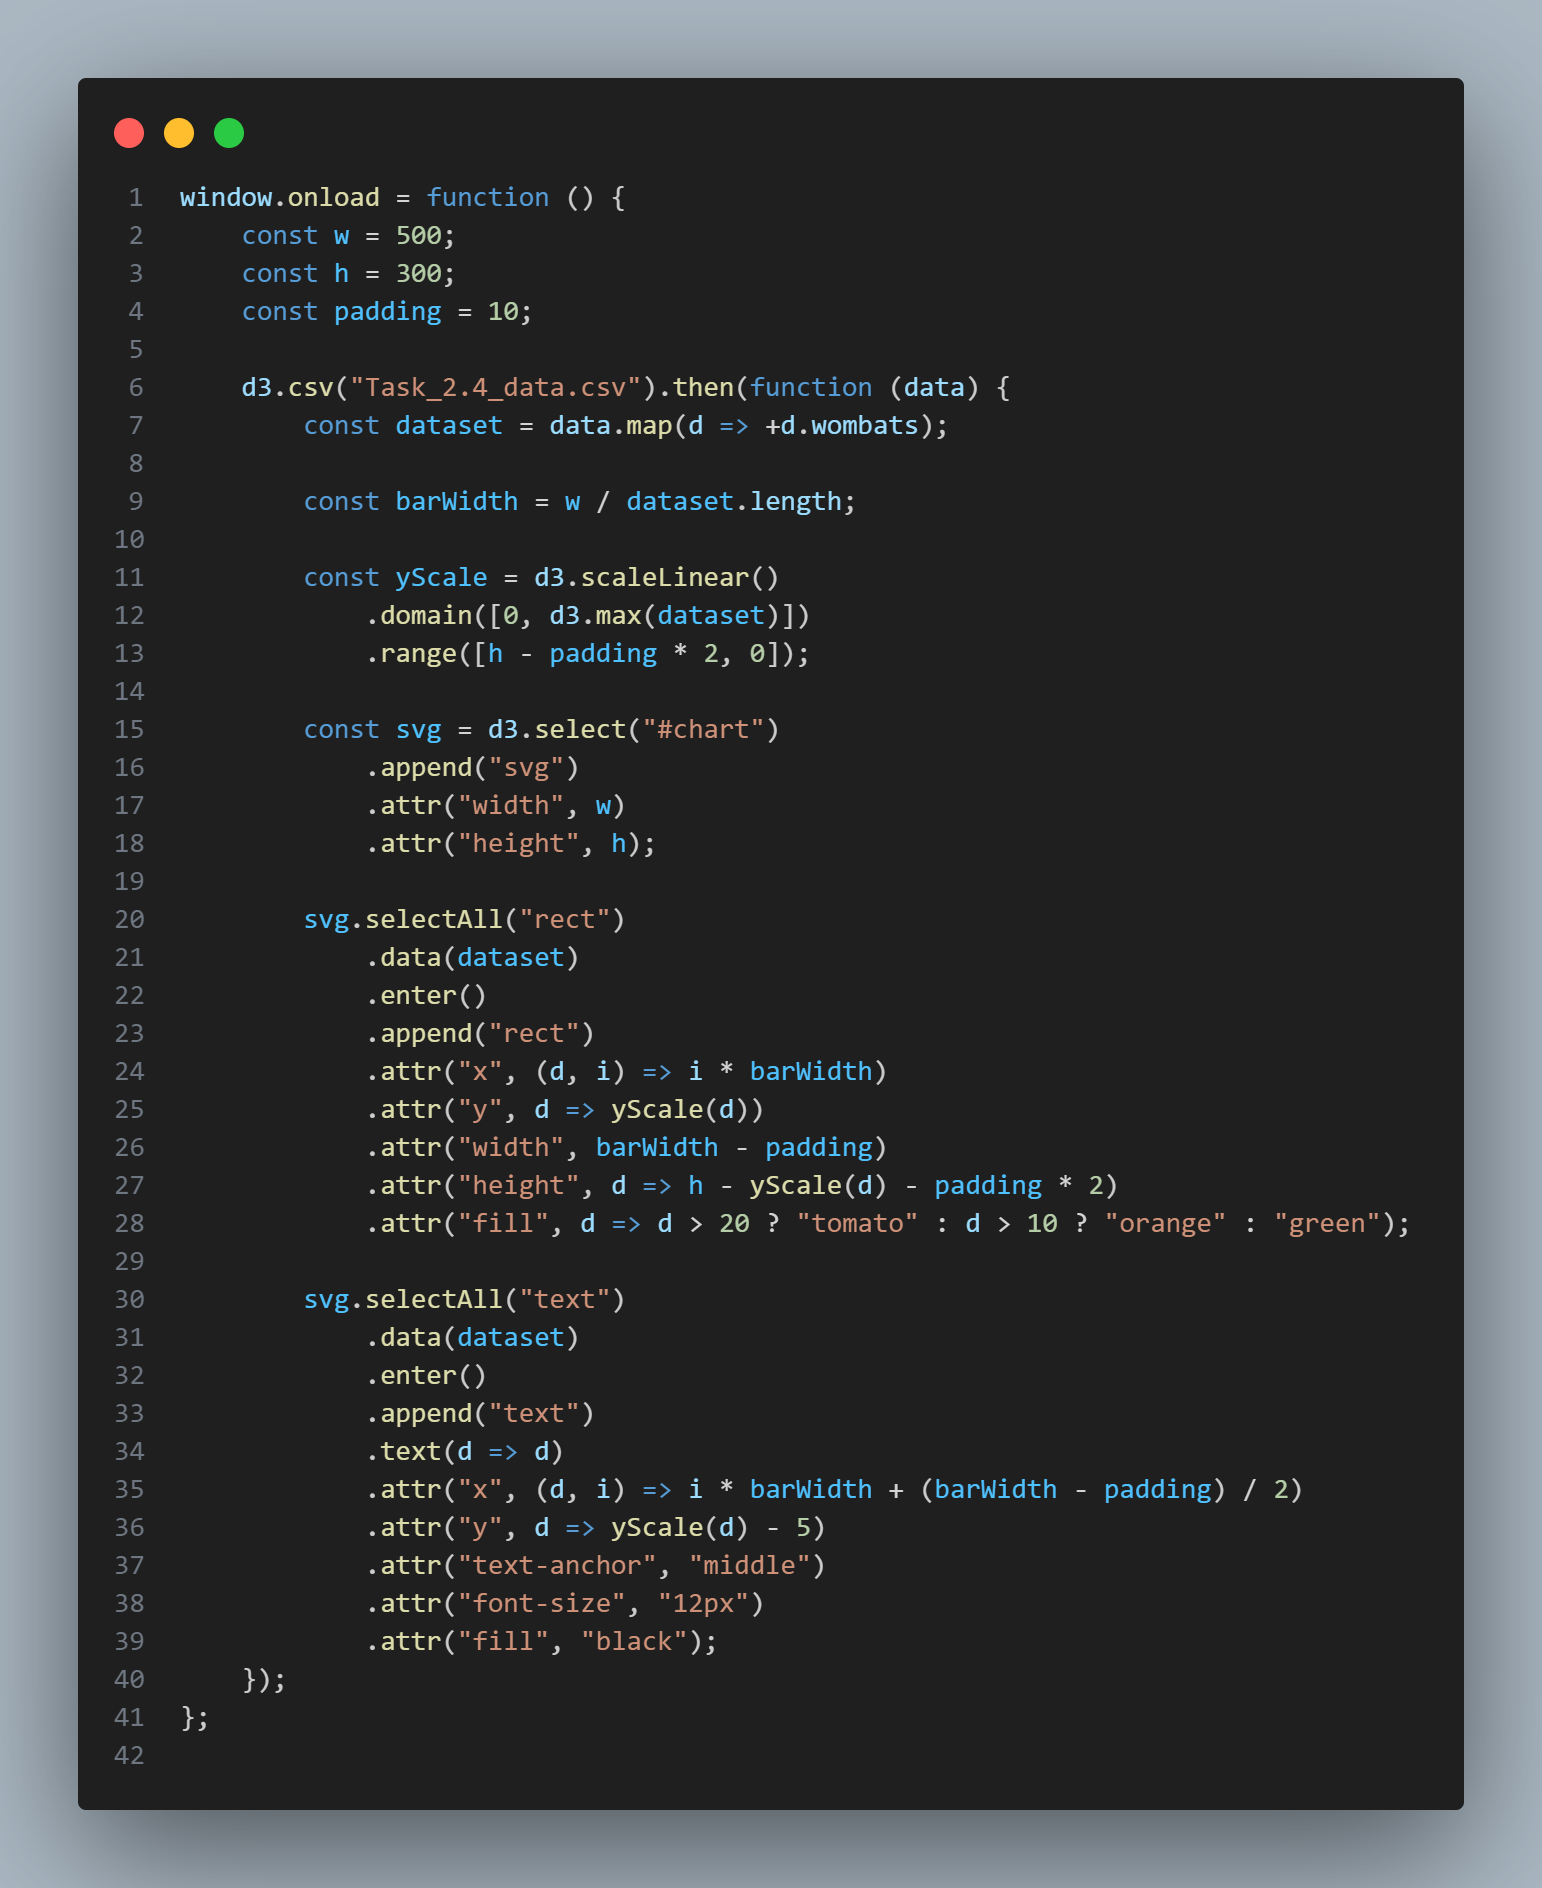 1 window.onload = function () {
2     const w = 500;
3     const h = 300;
4     const padding = 10;
5
6     d3.csv("Task_2.4_data.csv").then(function (data) {
7         const dataset = data.map(d => +d.wombats);
8
9         const barWidth = w / dataset.length;
10
11         const yScale = d3.scaleLinear()
12             .domain([0, d3.max(dataset)])
13             .range([h - padding * 2, 0]);
14
15         const svg = d3.select("#chart")
16             .append("svg")
17             .attr("width", w)
18             .attr("height", h);
19
20         svg.selectAll("rect")
21             .data(dataset)
22             .enter()
23             .append("rect")
24             .attr("x", (d, i) => i * barWidth)
25             .attr("y", d => yScale(d))
26             .attr("width", barWidth - padding)
27             .attr("height", d => h - yScale(d) - padding * 2)
28             .attr("fill", d => d > 20 ? "tomato" : d > 10 ? "orange" : "green");
29
30         svg.selectAll("text")
31             .data(dataset)
32             .enter()
33             .append("text")
34             .text(d => d)
35             .attr("x", (d, i) => i * barWidth + (barWidth - padding) / 2)
36             .attr("y", d => yScale(d) - 5)
37             .attr("text-anchor", "middle")
38             .attr("font-size", "12px")
39             .attr("fill", "black");
40     });
41 };
42